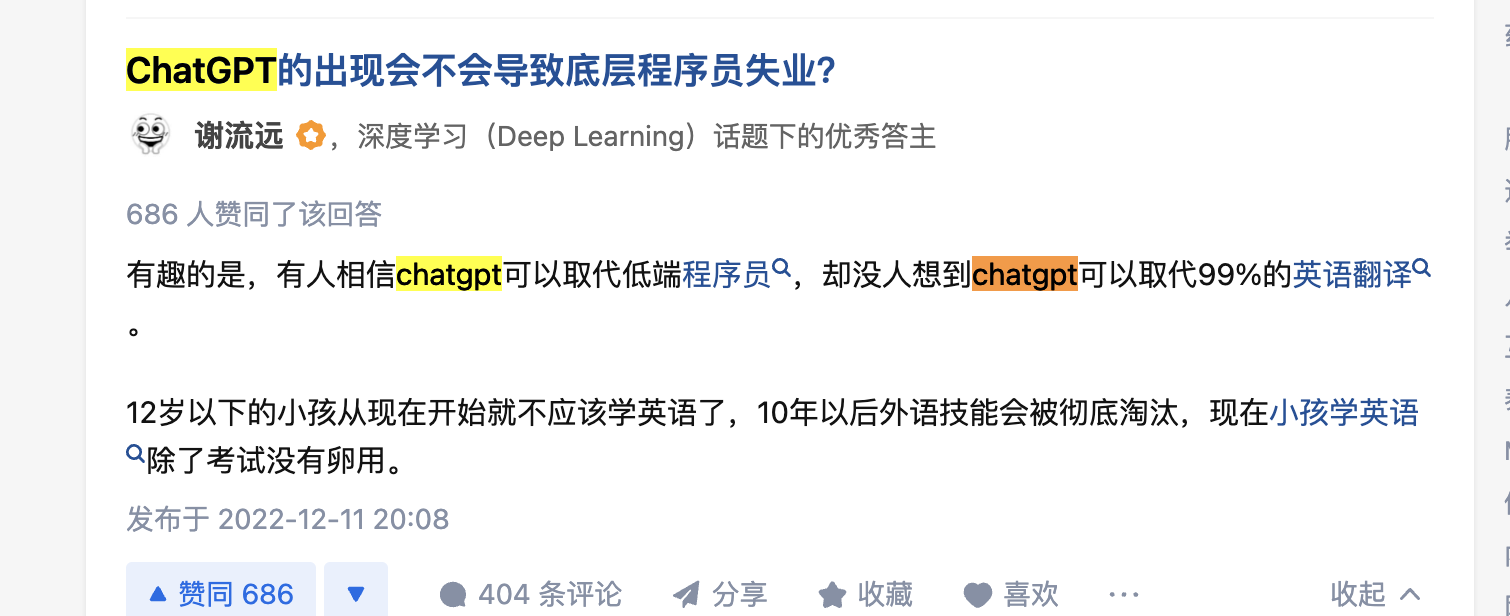 ChatGPT的出现会不会导致底层程序员失业?
谢流远，深度学习（Deep Learning）话题下的优秀答主
686 人赞同了该回答
有趣的是，有人相信chatgpt可以取代低端程序员，却没人想到chatgpt可以取代99%的英语翻译
。
12岁以下的小孩从现在开始就不应该学英语了，10年以后外语技能会被彻底淘汰，现在小孩学英语
除了考试没有卵用。
发布于 2022-12-11 20:08
赞同 686 404 条评论 分享 收藏 喜欢 ··· 收起